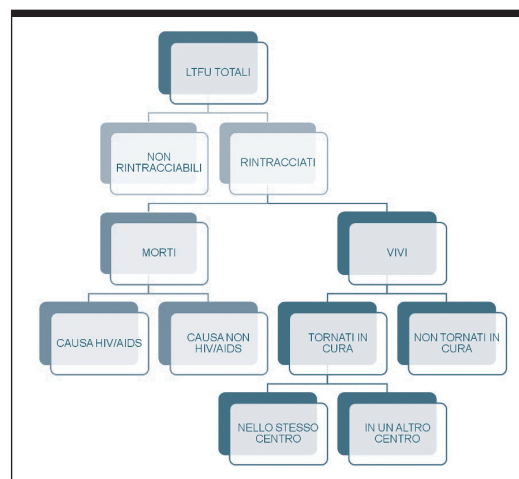 LTFU TOTALI
NON
RINTRACCIABILI
RINTRACCIATI
MORTI
VIVI
CAUSA HIV/AIDS
CAUSA NON
HIV/AIDS
TORNATI IN
CURA
NON TORNATI IN
CURA
NELLO STESSO
CENTRO
IN UN ALTRO
CENTRO